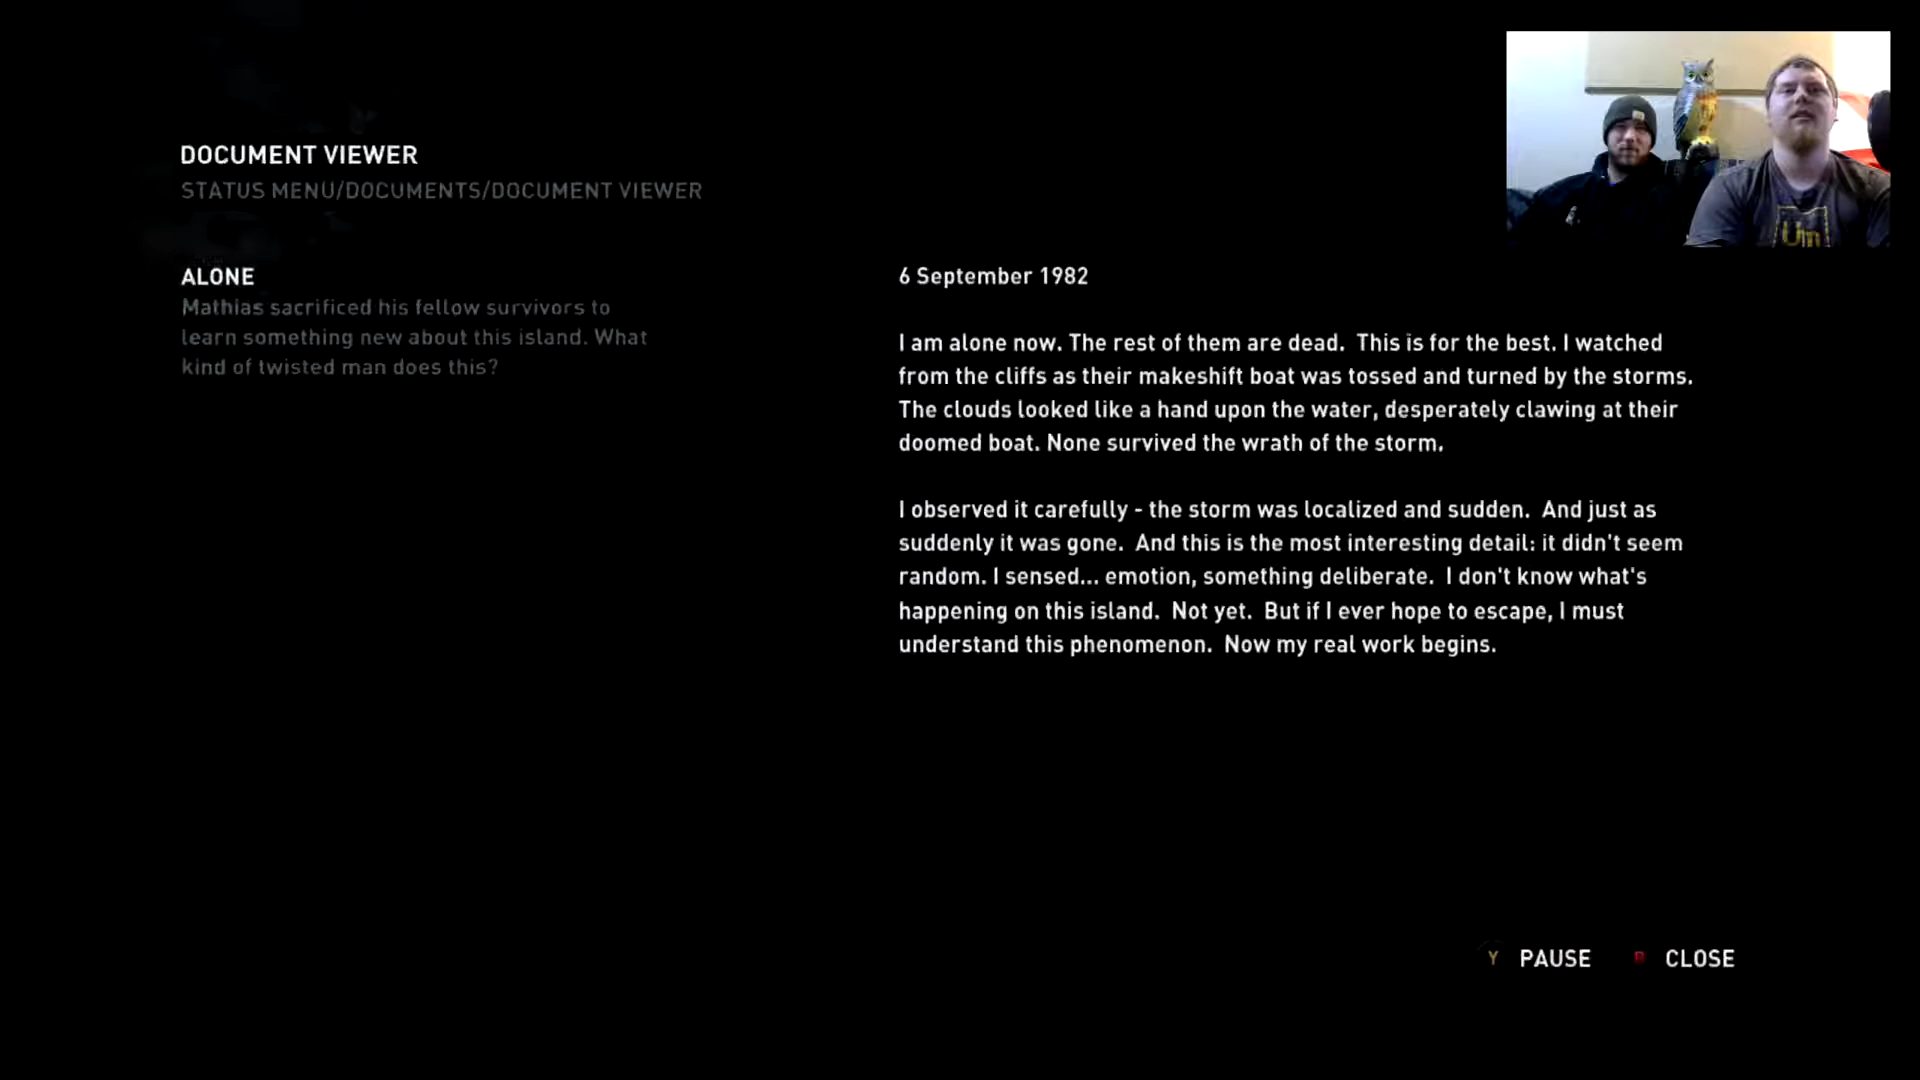 DOCUMENT VIEWER
STATUS MENU/DOCUMENTS/DOCUMENT VIEWER
ALONE
Mathias sacrificed his fellow survivors to
learn something new about this island. What
kind of twisted man does this?
6 September 1982
I am alone now. The rest of them are dead.  This is for the best. I watched
from the cliffs as their makeshift boat was tossed and turned by the storms.
The clouds looked like a hand upon the water, desperately clawing at their
doomed boat. None survived the wrath of the storm.
I observed it carefully - the storm was localized and sudden.  And just as
suddenly it was gone.  And this is the most interesting detail: it didn't seem
random. I sensed... emotion, something deliberate.  I don't know what's
happening on this island.  Not yet.  But if I ever hope to escape, I must
understand this phenomenon.  Now my real work begins.
Y PAUSE B CLOSE